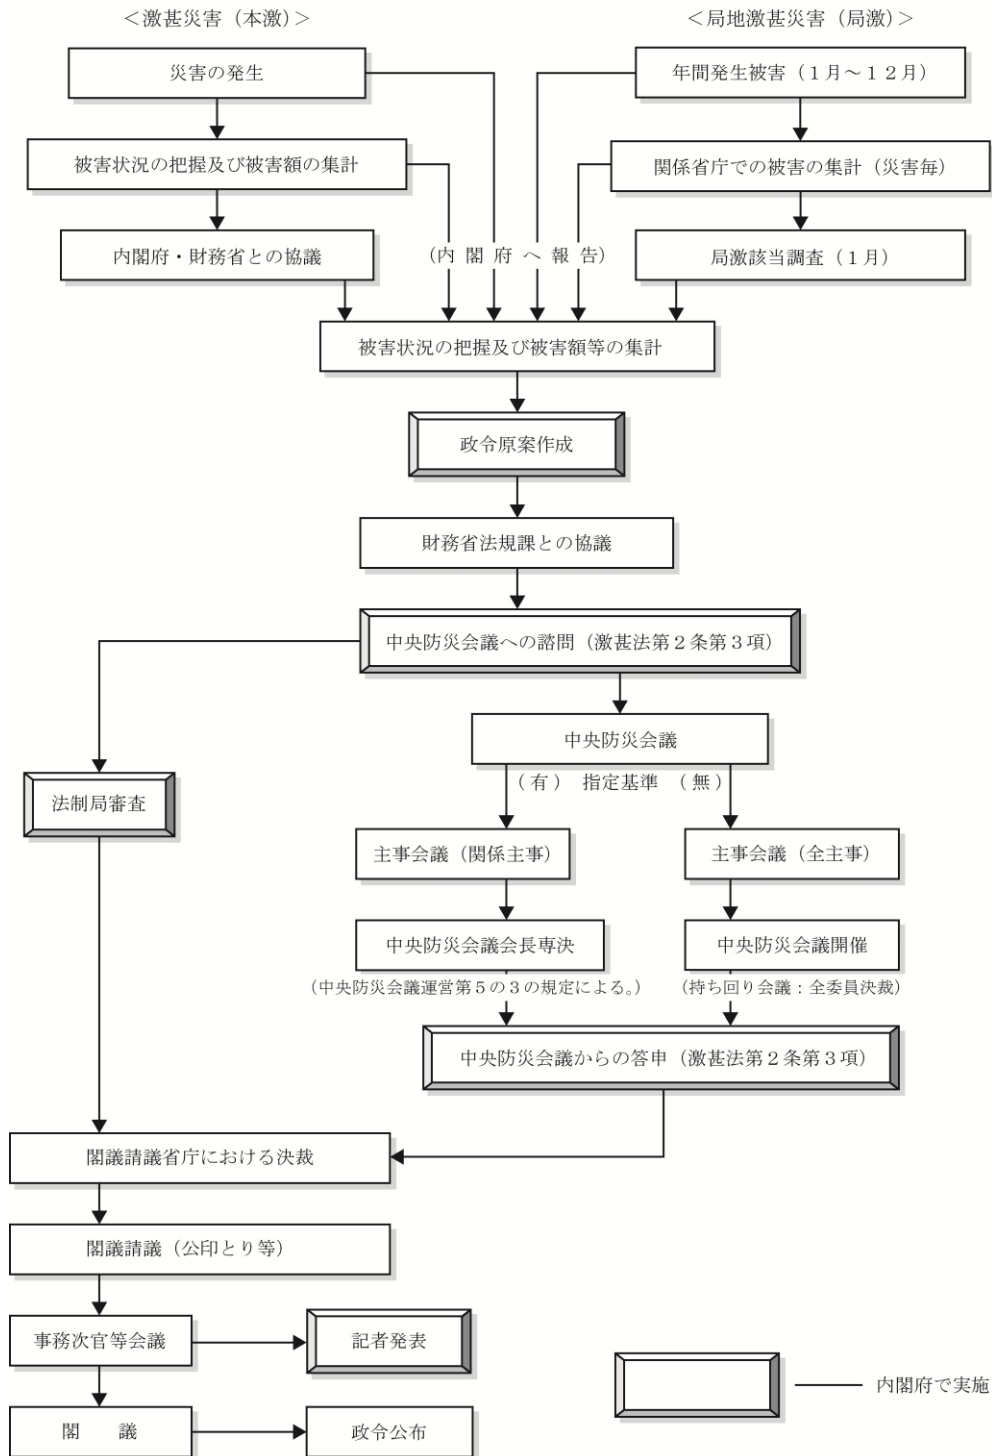 ＜激甚災害（本激）＞
＜局地激甚災害（局激）＞
災害の発生
年間発生被害（１月～１２月）
被害状況の把握及び被害額の集計
関係省庁での被害の集計（災害毎）
内閣府・財務省との協議
（内 閣 府 へ 報 告）
局激該当調査（１月）
被害状況の把握及び被害額等の集計
政令原案作成
財務省法規課との協議
中央防災会議への諮問（激甚法第２条第３項）
中央防災会議
（ 有 ）　指定基準　（ 無 ）
法制局審査
主事会議（関係主事）
主事会議（全主事）
中央防災会議会長専決
中央防災会議開催
（中央防災会議運営第５の３の規定による。）
（持ち回り会議：全委員決裁）
中央防災会議からの答申（激甚法第２条第３項）
閣議請議省庁における決裁
閣議請議（公印とり等）
事務次官等会議
記者発表
内閣府で実施
閣　　議
政令公布